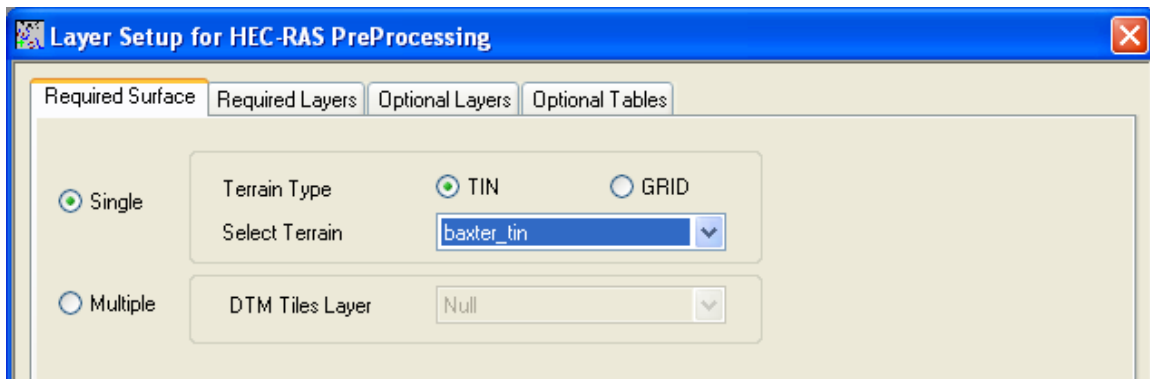 Layer Setup for HEC-RAS PreProcessing
Required Surface Required Layers Optional Layers Optional Tables
Single
Terrain Type TIN GRID
Select Terrain baxter_tin
Multiple DTM Tiles Layer Null